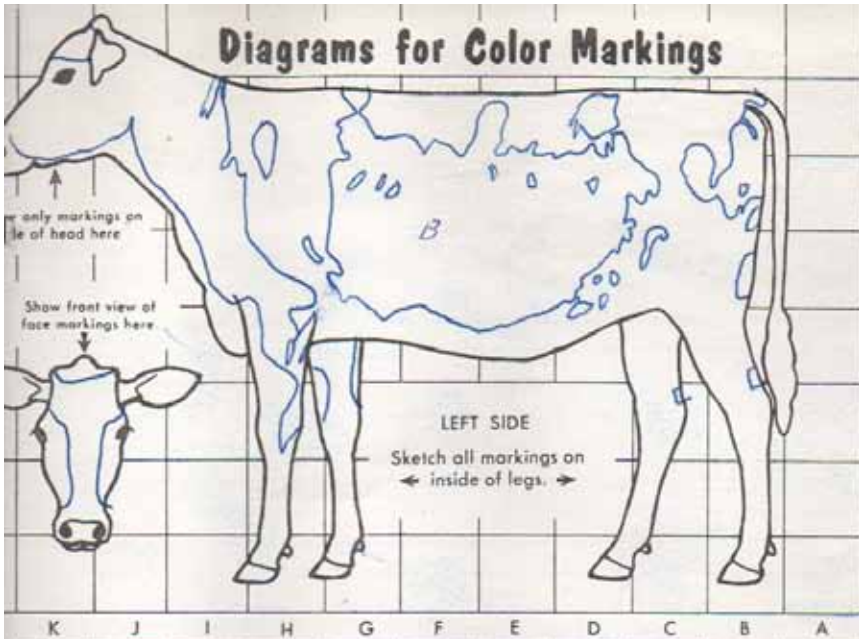 Diagrams for Color Markings
only markings on
of head here
B
Show front view of
face markings here
LEFT SIDE
Sketch all markings on
inside of legs.
K J I H G F E D C B A